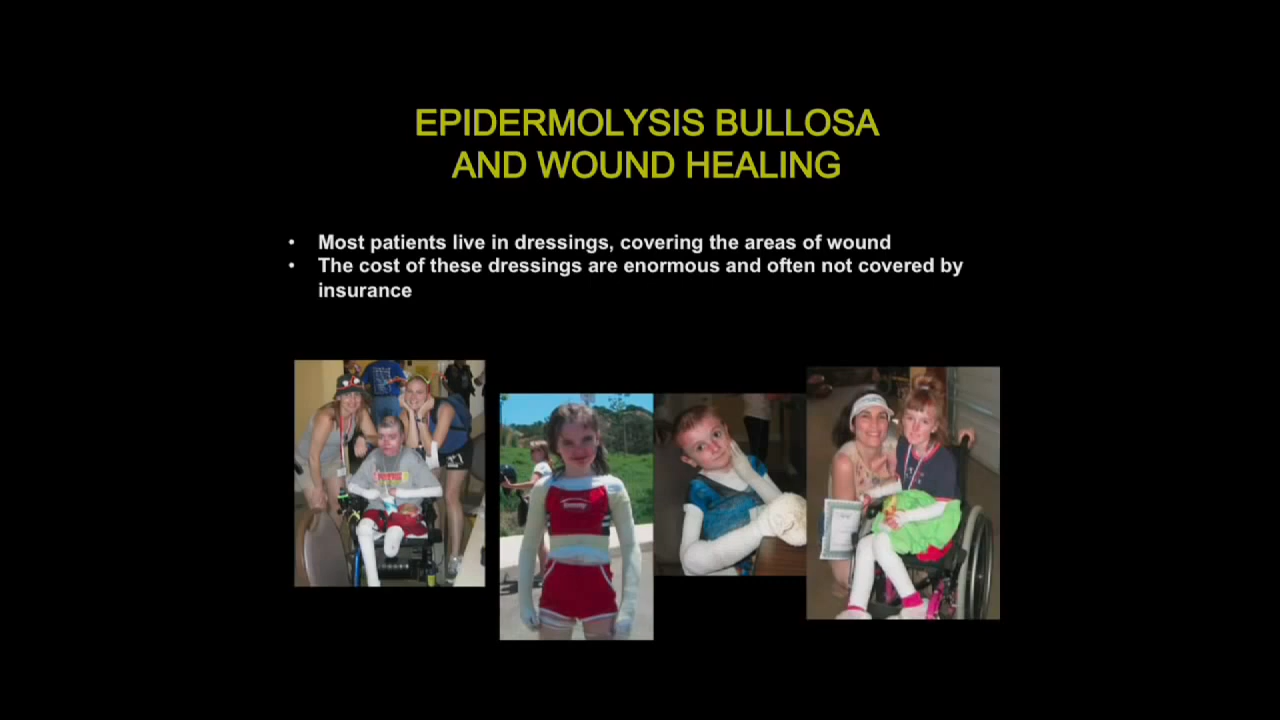 EPIDERMOLYSIS BULLOSA
AND WOUND HEALING
• Most patients live in dressings, covering the areas of wound
• The cost of these dressings are enormous and often not covered by
insurance